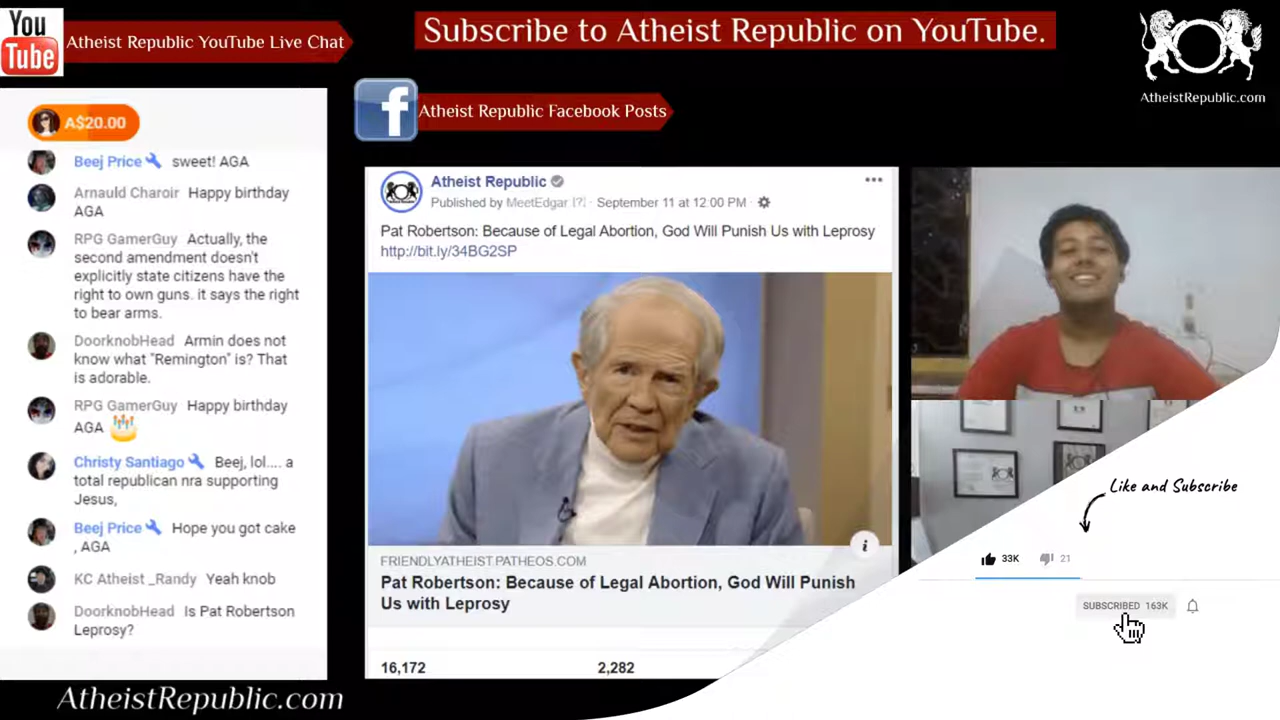 You
Tube
Atheist Republic YouTube Live Chat
Subscribe to Atheist Republic on YouTube.
AtheistRepublic.com
f
Atheist Republic Facebook Posts
A$20.00
Beej Price sweet! AGA
Arnauld Charoir Happy birthday
AGA
RPG GamerGuy Actually, the
second amendment doesn't
explicitly state citizens have the
right to own guns. it says the right
to bear arms.
DoorknobHead Armin does not
know what "Remington" is? That
is adorable.
RPG GamerGuy Happy birthday
AGA
Christy Santiago Beej, lol.... a
total republican nra supporting
Jesus,
Beej Price Hope you got cake
, AGA
KC Atheist _Randy Yeah knob
DoorknobHead Is Pat Robertson
Leprosy?
Atheist Republic
Published by MeetEdgar [?] · September 11 at 12:00 PM ·
Pat Robertson: Because of Legal Abortion, God Will Punish Us with Leprosy
http://bit.ly/34BG2SP
i
FRIENDLYATHEIST.PATHEOS.COM
Pat Robertson: Because of Legal Abortion, God Will Punish
Us with Leprosy
16,172 2,282
Like and Subscribe
33K 21
SUBSCRIBED 163K
AtheistRepublic.com